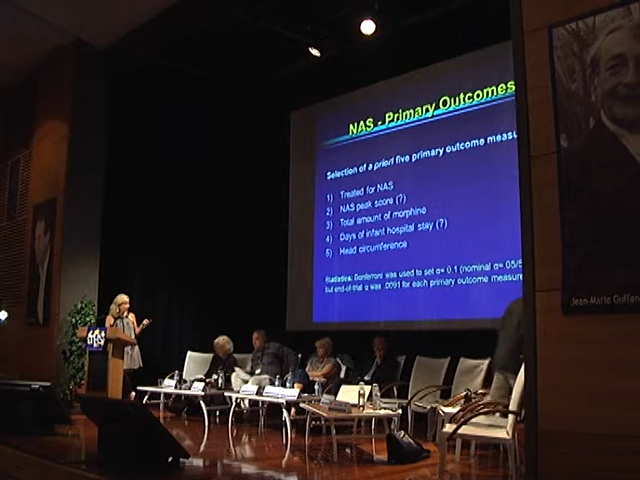 NAS - Primary Outcomes
Selection of a priori five primary outcome measu
1) Treated for NAS
2) NAS peak score (?)
3) Total amount of morphine
4) Days of infant hospital stay (?)
5) Head circumference
Statistics: Bonferroni was used to set α= 0.1 (nominal α= .05/5
but end-of-trial α was .0091 for each primary outcome measure
Jean-Marie Guffen